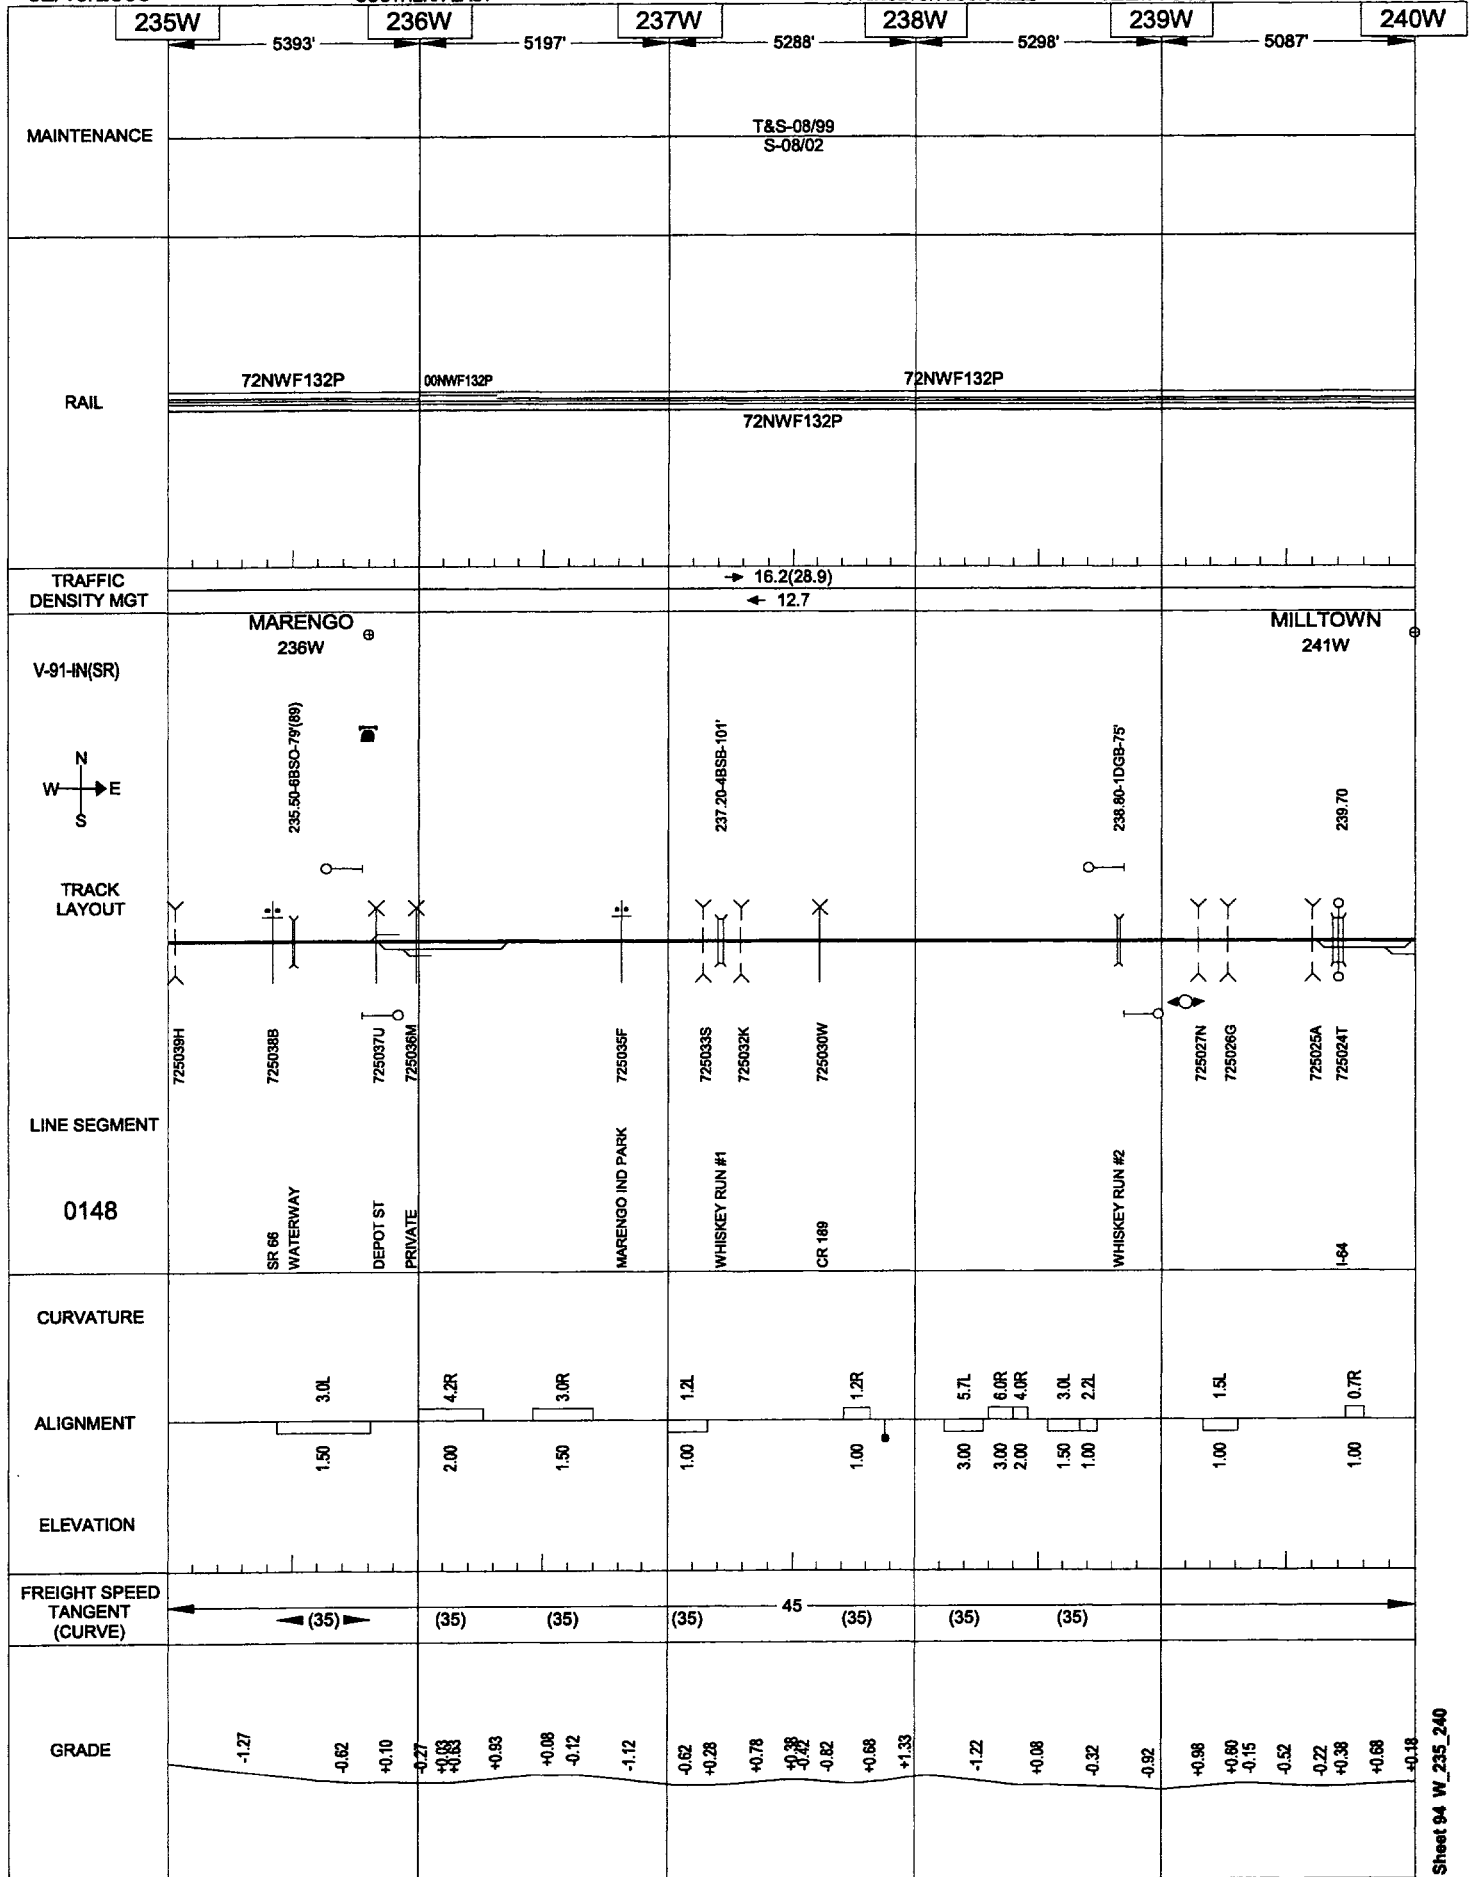 235W 236W 237W 238W 239W 240W
5393' 5197' 5288' 5298' 5087'
MAINTENANCE
T&S-08/99
S-08/02
RAIL
72NWF132P 00NWF132P 72NWF132P
72NWF132P
TRAFFIC
DENSITY MGT
16.2(28.9)
12.7
MARENGO
236W
MILLTOWN
241W
V-91-IN(SR)
N
W E
S
235.50-6BSO-79'(89)
237.20-4BSB-101'
238.80-1DGB-75'
239.70
TRACK
LAYOUT
725039H
725038B
725037U
725036M
725035F
725033S
725032K
725030W
725027N
725026G
725025A
725024T
LINE SEGMENT
0148
SR 66
WATERWAY
DEPOT ST
PRIVATE
MARENGO IND PARK
WHISKEY RUN #1
CR 189
WHISKEY RUN #2
I-64
CURVATURE
3.0L 4.2R 3.0R 1.2L 1.2R 5.7L 6.0R 4.0R 3.0L 2.2L 1.5L 0.7R
ALIGNMENT
1.50 2.00 1.50 1.00 1.00 3.00 3.00 2.00 1.50 1.00 1.00 1.00
ELEVATION
FREIGHT SPEED
TANGENT
(CURVE)
45
(35) (35) (35) (35) (35) (35) (35)
GRADE
-1.27 -0.62 +0.10 -0.27 +0.93 +0.08 -0.12 -1.12 -0.62 +0.28 +0.78 +0.38 -0.42 -0.82 +0.68 +1.33 -1.22 +0.08 -0.32 -0.92 +0.98 +0.60 -0.15 -0.52 -0.22 +0.38 +0.68 +0.18
Sheet 94 W_235_240